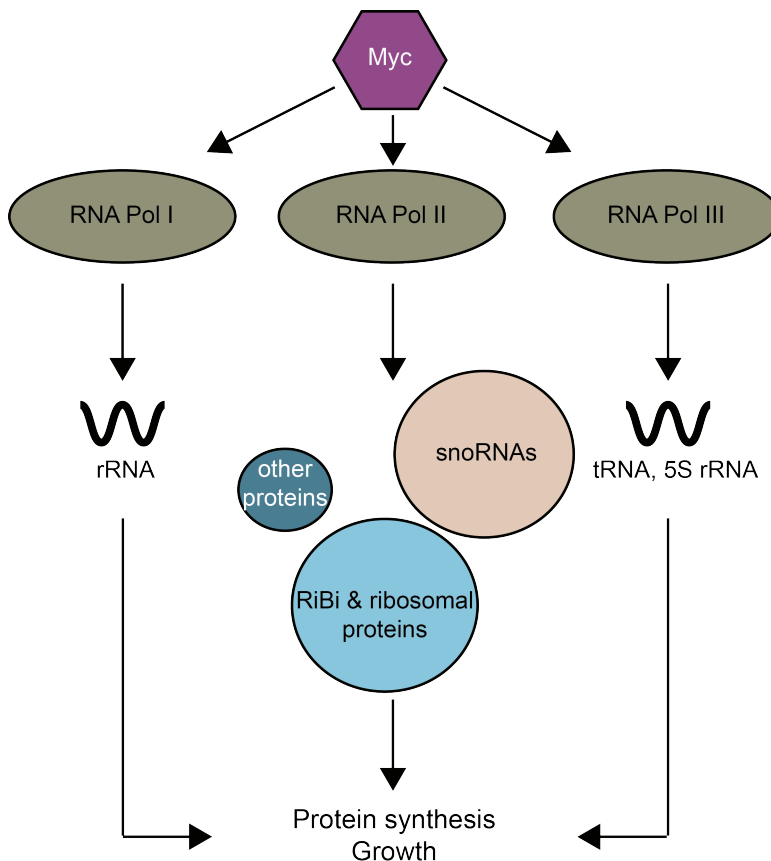 Myc
RNA Pol I
RNA Pol II
RNA Pol III
snoRNAs
other
proteins
rRNA
tRNA, 5S rRNA
RiBi & ribosomal
proteins
Protein synthesis
Growth